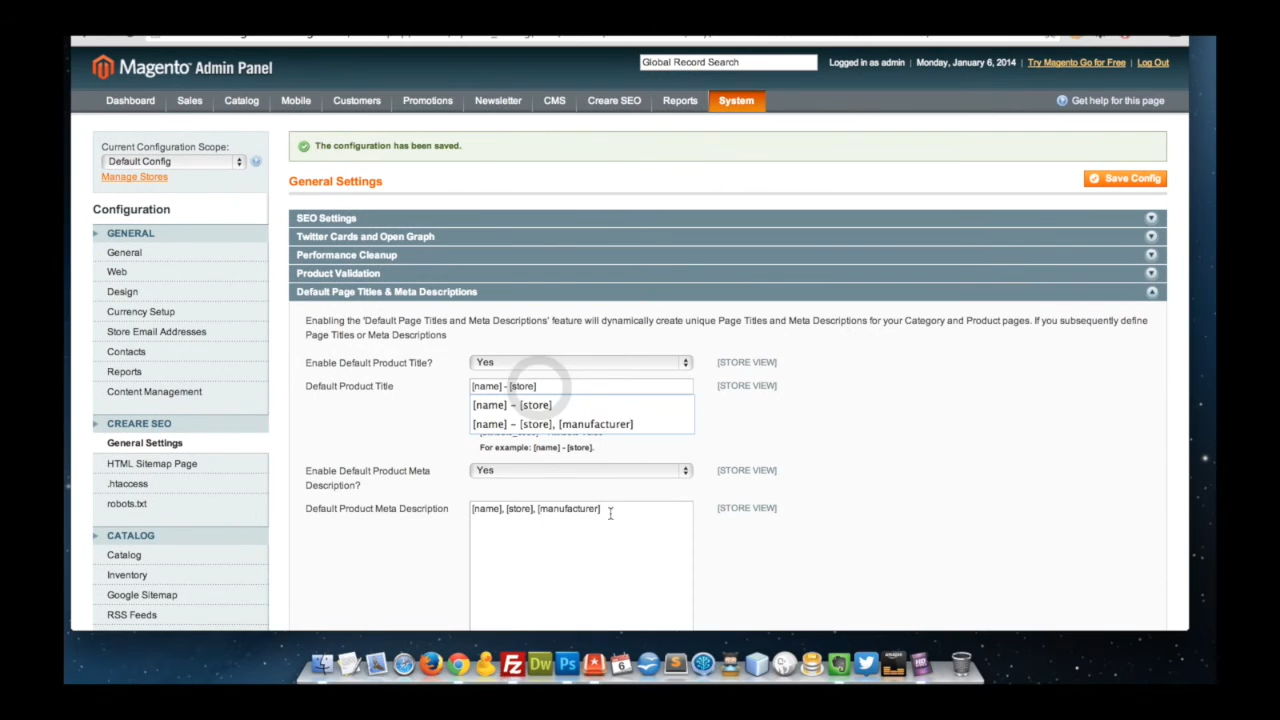 Magento Admin Panel
Global Record Search
Logged in as admin | Monday, January 6, 2014 | Try Magento Go for Free | Log Out
Dashboard Sales Catalog Mobile Customers Promotions Newsletter CMS Creare SEO Reports System
Get help for this page
Current Configuration Scope:
Default Config
Manage Stores
The configuration has been saved.
General Settings
Save Config
Configuration
GENERAL
General
Web
Design
Currency Setup
Store Email Addresses
Contacts
Reports
Content Management
CREARE SEO
General Settings
HTML Sitemap Page
.htaccess
robots.txt
CATALOG
Catalog
Inventory
Google Sitemap
RSS Feeds
SEO Settings
Twitter Cards and Open Graph
Performance Cleanup
Product Validation
Default Page Titles & Meta Descriptions
Enabling the 'Default Page Titles and Meta Descriptions' feature will dynamically create unique Page Titles and Meta Descriptions for your Category and Product pages. If you subsequently define
Page Titles or Meta Descriptions
Enable Default Product Title? Yes [STORE VIEW]
Default Product Title [name] - [store] [STORE VIEW]
[name] - [store]
[name] - [store], [manufacturer]
For example: [name] - [store].
Enable Default Product Meta Yes [STORE VIEW]
Description?
Default Product Meta Description [name], [store], [manufacturer] [STORE VIEW]
FZ Dw Ps 6